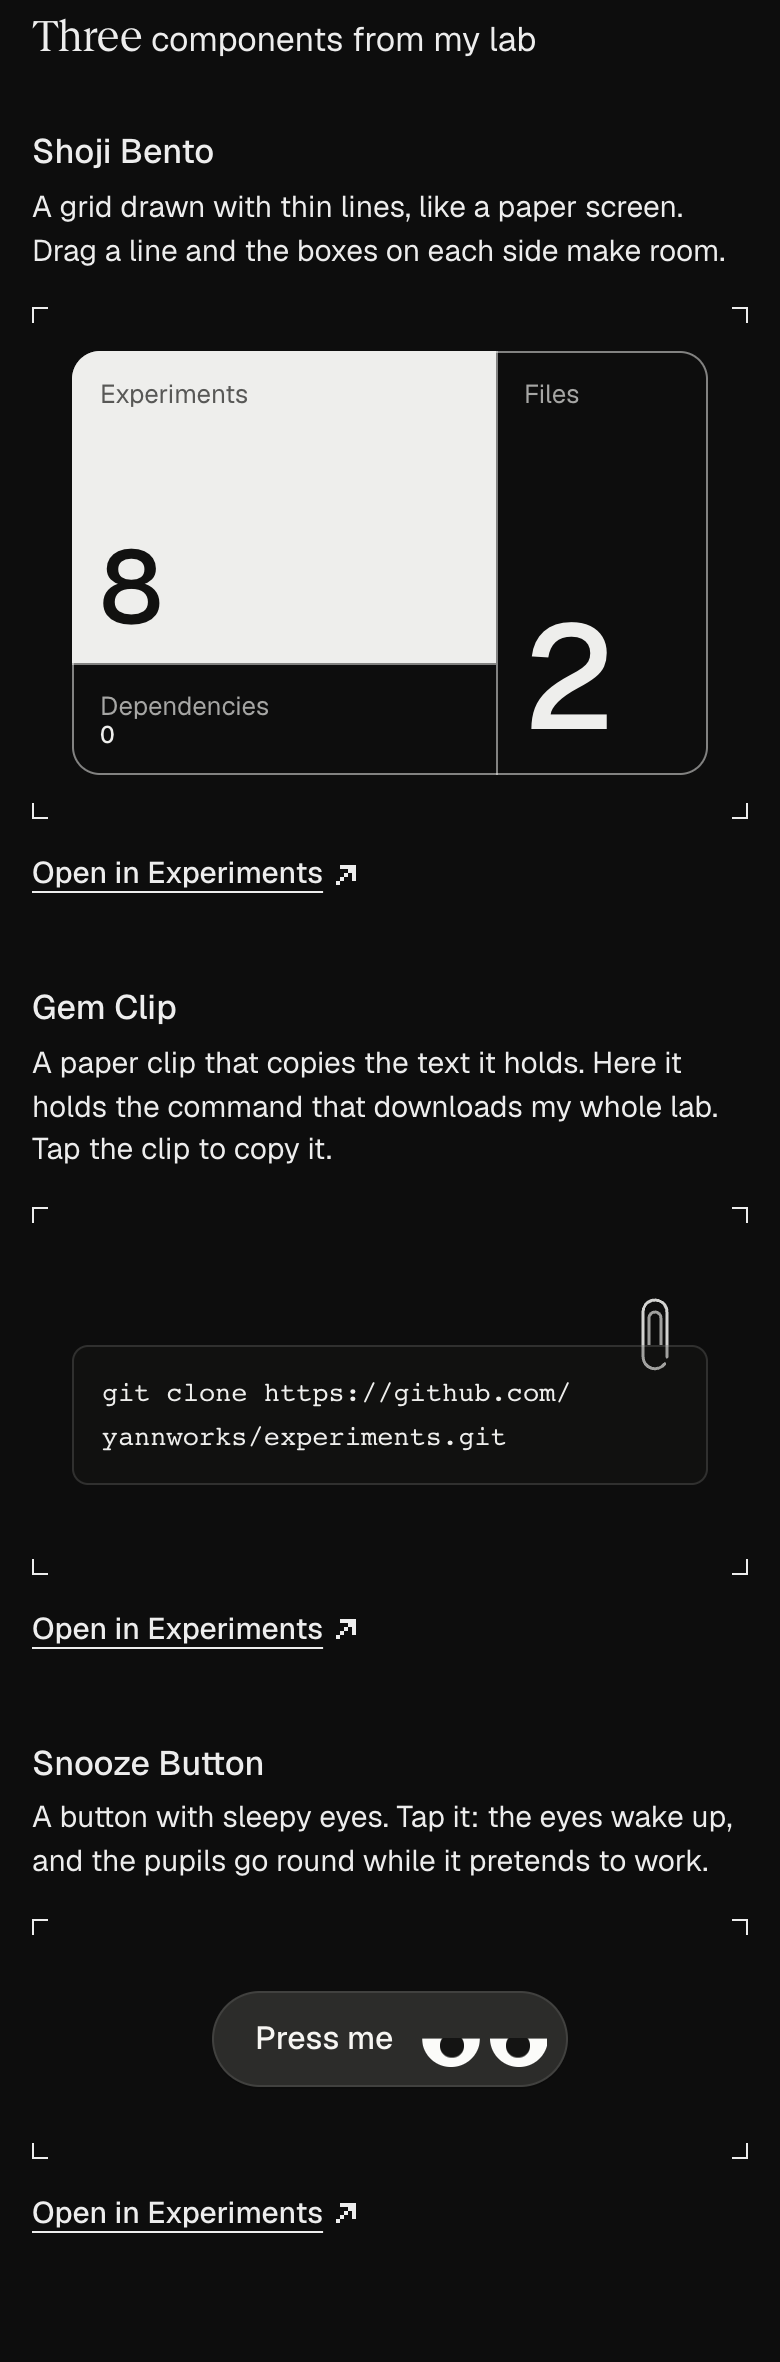 Three components from my lab
Shoji Bento
A grid drawn with thin lines, like a paper screen.
Drag a line and the boxes on each side make room.
Experiments
8
Files
2
Dependencies
0
Open in Experiments
Gem Clip
A paper clip that copies the text it holds. Here it
holds the command that downloads my whole lab.
Tap the clip to copy it.
git clone https://github.com/
yannworks/experiments.git
Open in Experiments
Snooze Button
A button with sleepy eyes. Tap it: the eyes wake up,
and the pupils go round while it pretends to work.
Press me
Open in Experiments